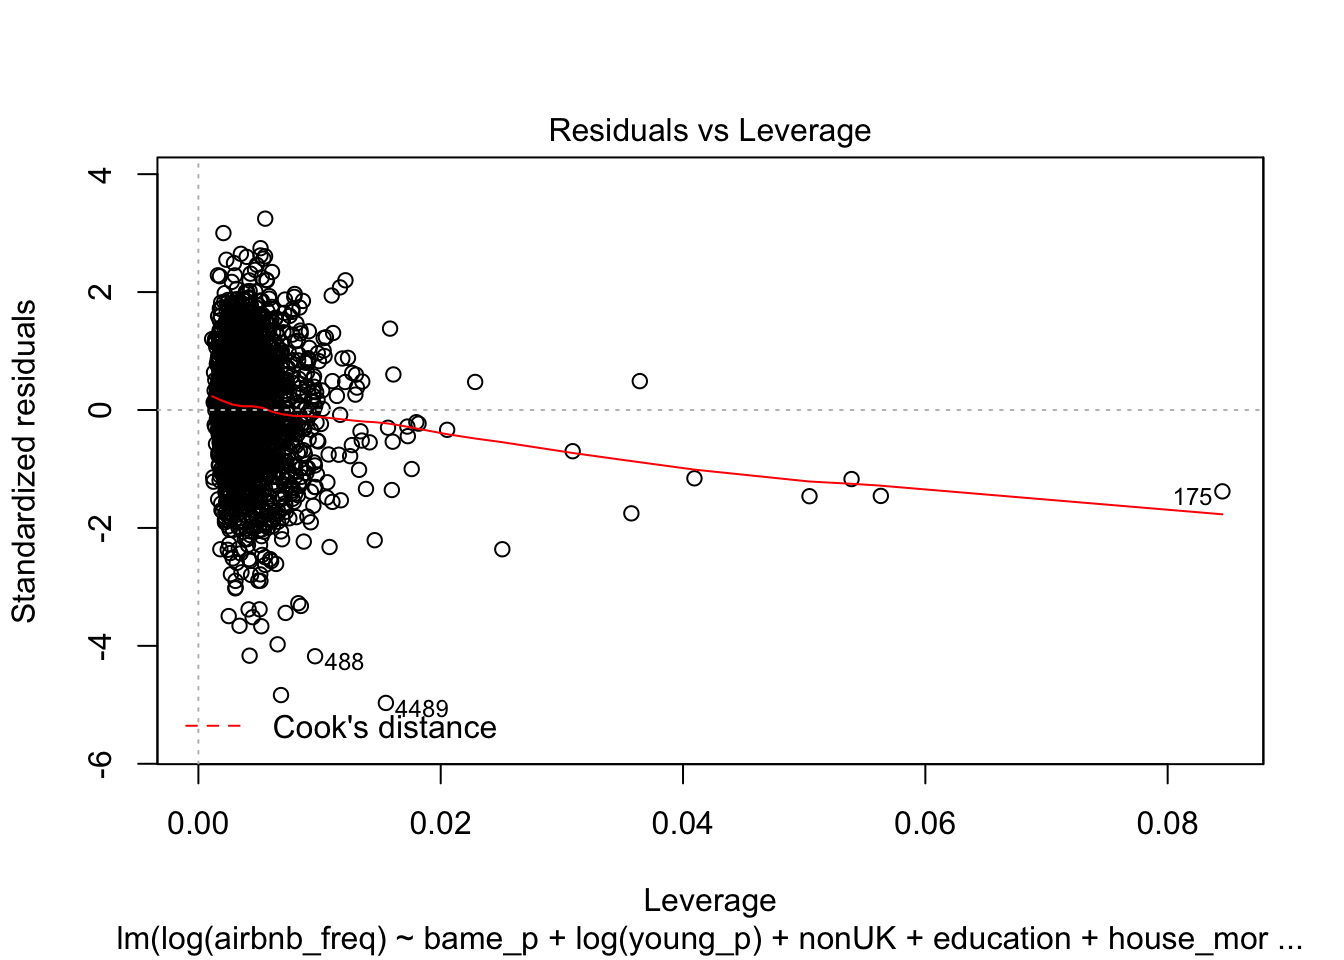 Residuals vs Leverage
Standardized residuals
4
2
0
-2
-4
-6
175
488
4489
Cook's distance
0.00 0.02 0.04 0.06 0.08
Leverage
lm(log(airbnb_freq) ~ bame_p + log(young_p) + nonUK + education + house_mor ...